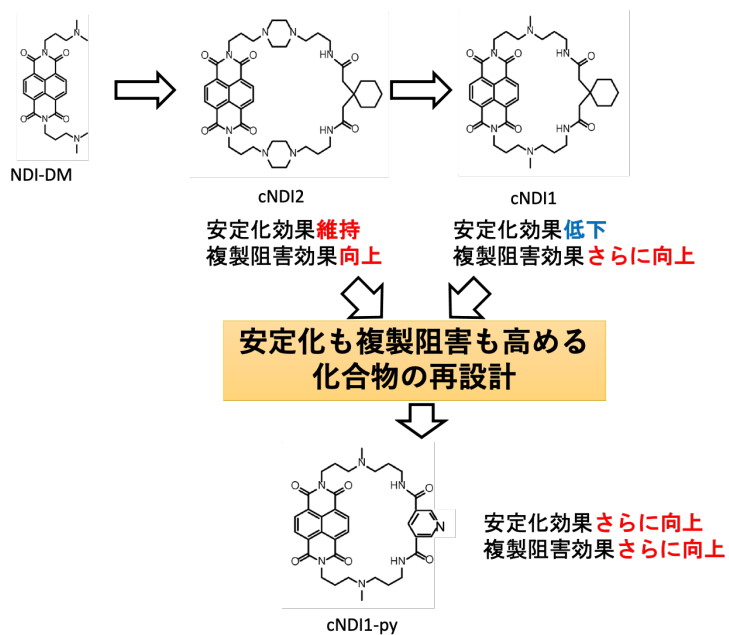 NDI-DM
cNDI2
cNDI1
安定化効果維持
複製阻害効果向上
安定化効果低下
複製阻害効果さらに向上
安定化も複製阻害も高める
化合物の再設計
安定化効果さらに向上
複製阻害効果さらに向上
cNDI1-py